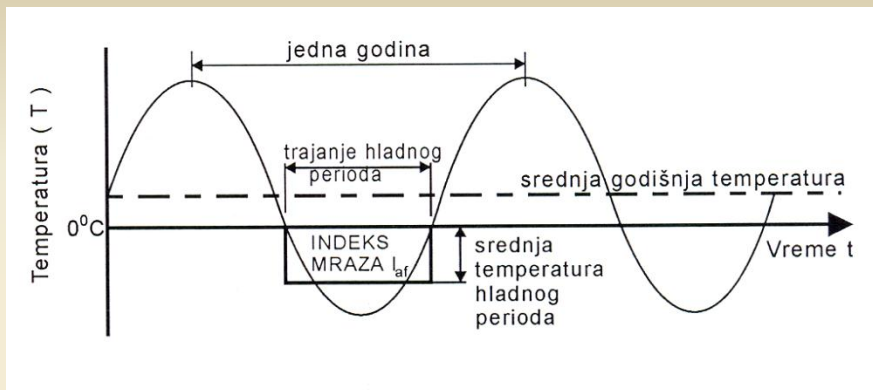 jedna godina
Temperatura ( T )
trajanje hladnog
perioda
srednja godišnja temperatura
0⁰C
INDEKS
MRAZA Iaf
srednja
temperatura
hladnog
perioda
Vreme t